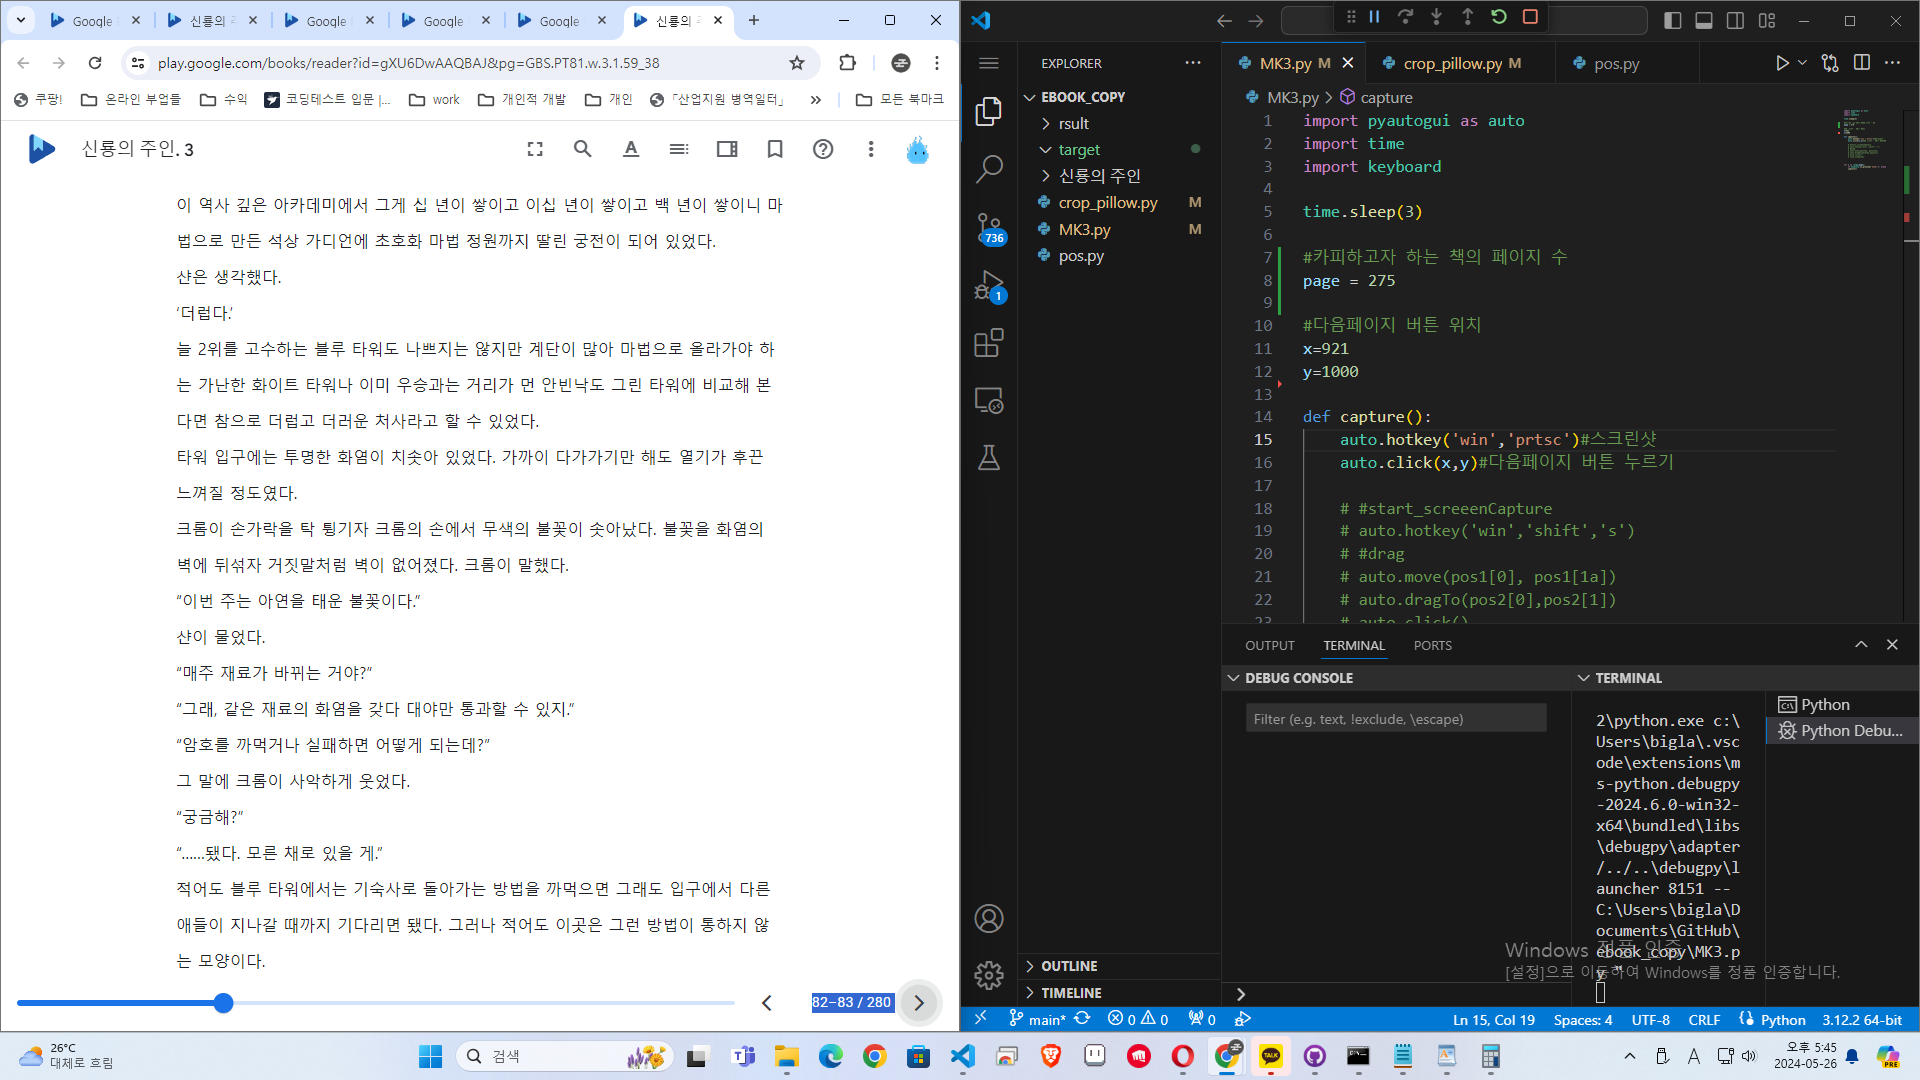 Google
신룡의 주
Google
Google
Google
신룡의 주
play.google.com/books/reader?id=gXU6DwAAQBAJ&pg=GBS.PT81.w.3.1.59_38
쿠팡!
온라인 부업들
수익
코딩테스트 입문 |...
work
개인적 개발
개인
「산업지원 병역일터」
»
모든 북마크
신룡의 주인. 3
이 역사 깊은 아카데미에서 그게 십 년이 쌓이고 이십 년이 쌓이고 백 년이 쌓이니 마
법으로 만든 석상 가디언에 초호화 마법 정원까지 딸린 궁전이 되어 있었다.
샨은 생각했다.
‘더럽다.’
늘 2위를 고수하는 블루 타워도 나쁘지는 않지만 계단이 많아 마법으로 올라가야 하
는 가난한 화이트 타워나 이미 우승과는 거리가 먼 안빈낙도 그린 타워에 비교해 본
다면 참으로 더럽고 더러운 처사라고 할 수 있었다.
타워 입구에는 투명한 화염이 치솟아 있었다. 가까이 다가가기만 해도 열기가 후끈
느껴질 정도였다.
크롬이 손가락을 탁 튕기자 크롬의 손에서 무색의 불꽃이 솟아났다. 불꽃을 화염의
벽에 뒤섞자 거짓말처럼 벽이 없어졌다. 크롬이 말했다.
“이번 주는 아연을 태운 불꽃이다.”
샨이 물었다.
“매주 재료가 바뀌는 거야?”
“그래, 같은 재료의 화염을 갖다 대야만 통과할 수 있지.”
“암호를 까먹거나 실패하면 어떻게 되는데?”
그 말에 크롬이 사악하게 웃었다.
“궁금해?”
“……됐다. 모른 채로 있을 게.”
적어도 블루 타워에서는 기숙사로 돌아가는 방법을 까먹으면 그래도 입구에서 다른
애들이 지나갈 때까지 기다리면 됐다. 그러나 적어도 이곳은 그런 방법이 통하지 않
는 모양이다.
82–83 / 280
EXPLORER
EBOOK_COPY
rsult
target
신룡의 주인
crop_pillow.py M
MK3.py M
pos.py
736
1
OUTLINE
TIMELINE
MK3.py M
crop_pillow.py M
pos.py
MK3.py > capture
1 import pyautogui as auto
2 import time
3 import keyboard
4
5 time.sleep(3)
6
7 #카피하고자 하는 책의 페이지 수
8 page = 275
9
10 #다음페이지 버튼 위치
11 x=921
12 y=1000
13
14 def capture():
15 auto.hotkey('win','prtsc')#스크린샷
16 auto.click(x,y)#다음페이지 버튼 누르기
17
18 # #start_screeenCapture
19 # auto.hotkey('win','shift','s')
20 # #drag
21 # auto.move(pos1[0], pos1[1a])
22 # auto.dragTo(pos2[0],pos2[1])
23 # auto.click()
OUTPUT
TERMINAL
PORTS
DEBUG CONSOLE
Filter (e.g. text, !exclude, \escape)
TERMINAL
2\python.exe c:\
Users\bigla\.vsc
ode\extensions\m
s-python.debugpy
-2024.6.0-win32-
x64\bundled\libs
\debugpy\adapter
/../..\debugpy\l
auncher 8151 --
C:\Users\bigla\D
ocuments\GitHub\
ebook_copy\MK3.p
y "
Python
Python Debu...
Windows 정품 인증
[설정]으로 이동하여 Windows를 정품 인증합니다.
main*
0
0
0
Ln 15, Col 19
Spaces: 4
UTF-8
CRLF
Python
3.12.2 64-bit
26°C
대체로 흐림
검색
TALK
A
오후 5:45
2024-05-26
PRE